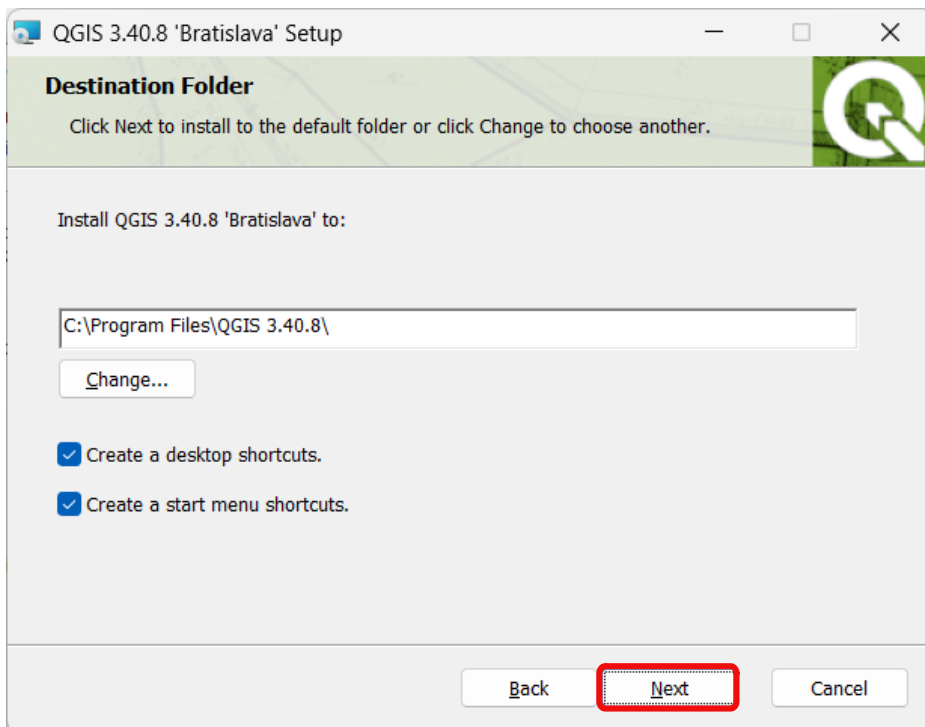 QGIS 3.40.8 'Bratislava' Setup
Destination Folder
Click Next to install to the default folder or click Change to choose another.
Install QGIS 3.40.8 'Bratislava' to:
C:\Program Files\QGIS 3.40.8\
Change...
Create a desktop shortcuts.
Create a start menu shortcuts.
Back Next Cancel